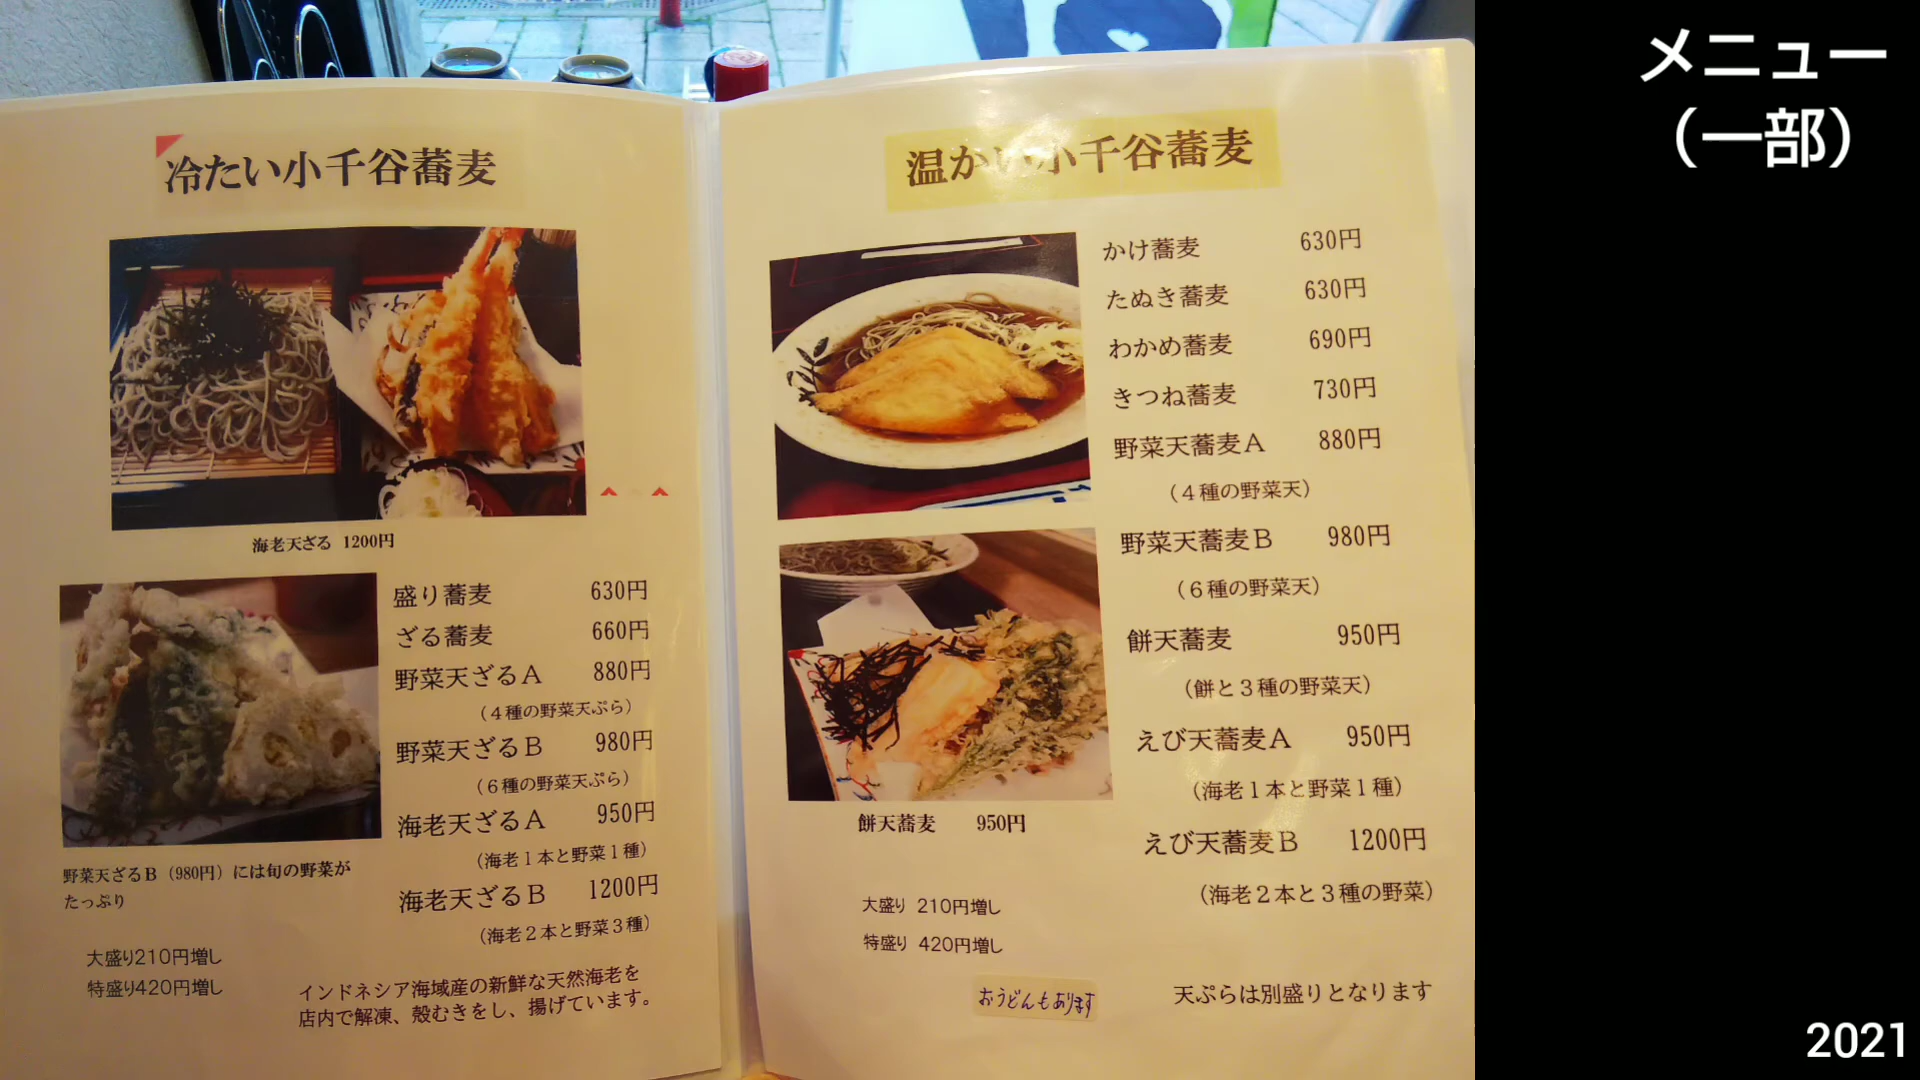 メニュー
（一部）
冷たい小千谷蕎麦
海老天ざる 1200円
盛り蕎麦 630円
ざる蕎麦 660円
野菜天ざるA 880円
（4種の野菜天ぷら）
野菜天ざるB 980円
（6種の野菜天ぷら）
海老天ざるA 950円
（海老1本と野菜1種）
海老天ざるB 1200円
（海老2本と野菜3種）
野菜天ざるB（980円）には旬の野菜が
たっぷり
大盛り210円増し
特盛り420円増し
インドネシア海域産の新鮮な天然海老を
店内で解凍、殻むきをし、揚げています。
温かい小千谷蕎麦
かけ蕎麦 630円
たぬき蕎麦 630円
わかめ蕎麦 690円
きつね蕎麦 730円
野菜天蕎麦A 880円
（4種の野菜天）
野菜天蕎麦B 980円
（6種の野菜天）
餅天蕎麦 950円
（餅と3種の野菜天）
えび天蕎麦A 950円
（海老1本と野菜1種）
えび天蕎麦B 1200円
（海老2本と3種の野菜）
餅天蕎麦 950円
大盛り 210円増し
特盛り 420円増し
おうどんもあります
天ぷらは別盛りとなります
2021